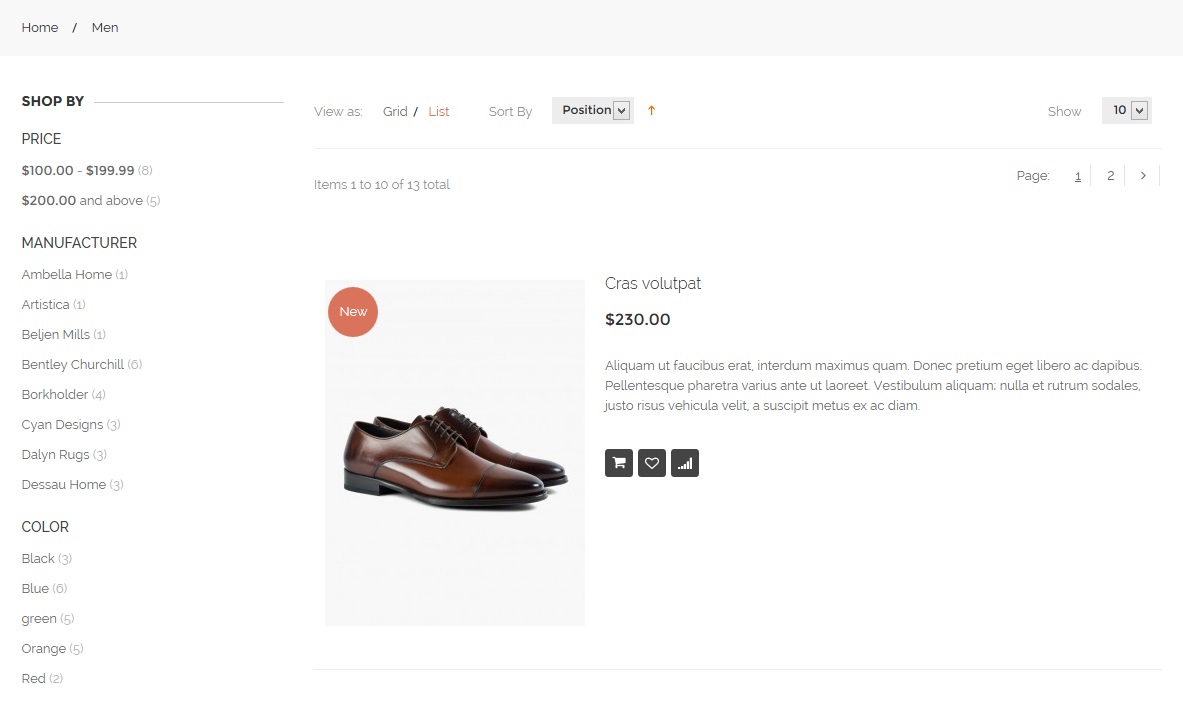 Home / Men
SHOP BY
PRICE
$100.00 - $199.99 (8)
$200.00 and above (5)
MANUFACTURER
Ambella Home (1)
Artistica (1)
Beljen Mills (1)
Bentley Churchill (6)
Borkholder (4)
Cyan Designs (3)
Dalyn Rugs (3)
Dessau Home (3)
COLOR
Black (3)
Blue (6)
green (5)
Orange (5)
Red (2)
View as: Grid / List Sort By Position Show 10
Items 1 to 10 of 13 total
Page: 1 2
New
Cras volutpat
$230.00
Aliquam ut faucibus erat, interdum maximus quam. Donec pretium eget libero ac dapibus.
Pellentesque pharetra varius ante ut laoreet. Vestibulum aliquam; nulla et rutrum sodales,
justo risus vehicula velit, a suscipit metus ex ac diam.